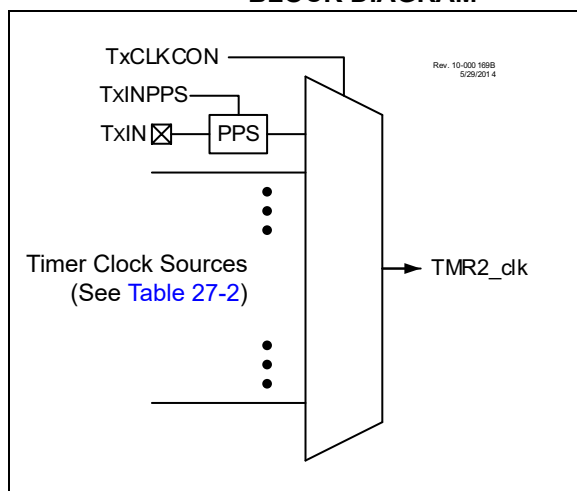 BLOCK DIAGRAM
TxCLKCON
Rev. 10-000 169B
5/29/2014
TxINPPS
TxIN
PPS
Timer Clock Sources
(See Table 27-2)
TMR2_clk